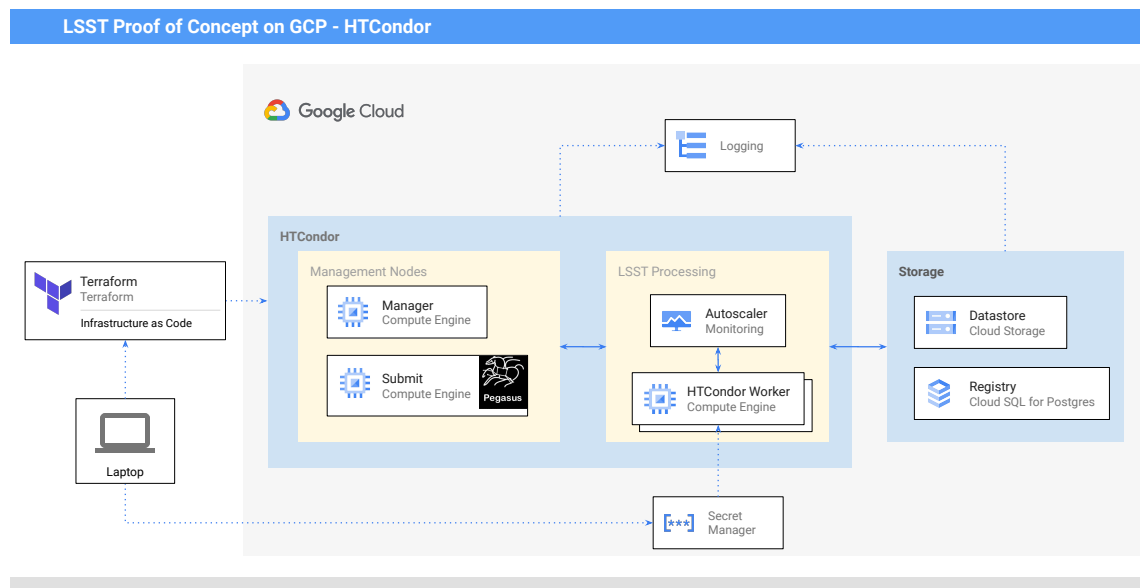 LSST Proof of Concept on GCP - HTCondor
Google Cloud
Logging
HTCondor
Management Nodes
Manager
Compute Engine
Submit
Compute Engine
Pegasus
LSST Processing
Autoscaler
Monitoring
HTCondor Worker
Compute Engine
Storage
Datastore
Cloud Storage
Registry
Cloud SQL for Postgres
Terraform
Terraform
Infrastructure as Code
Laptop
[***]
Secret
Manager